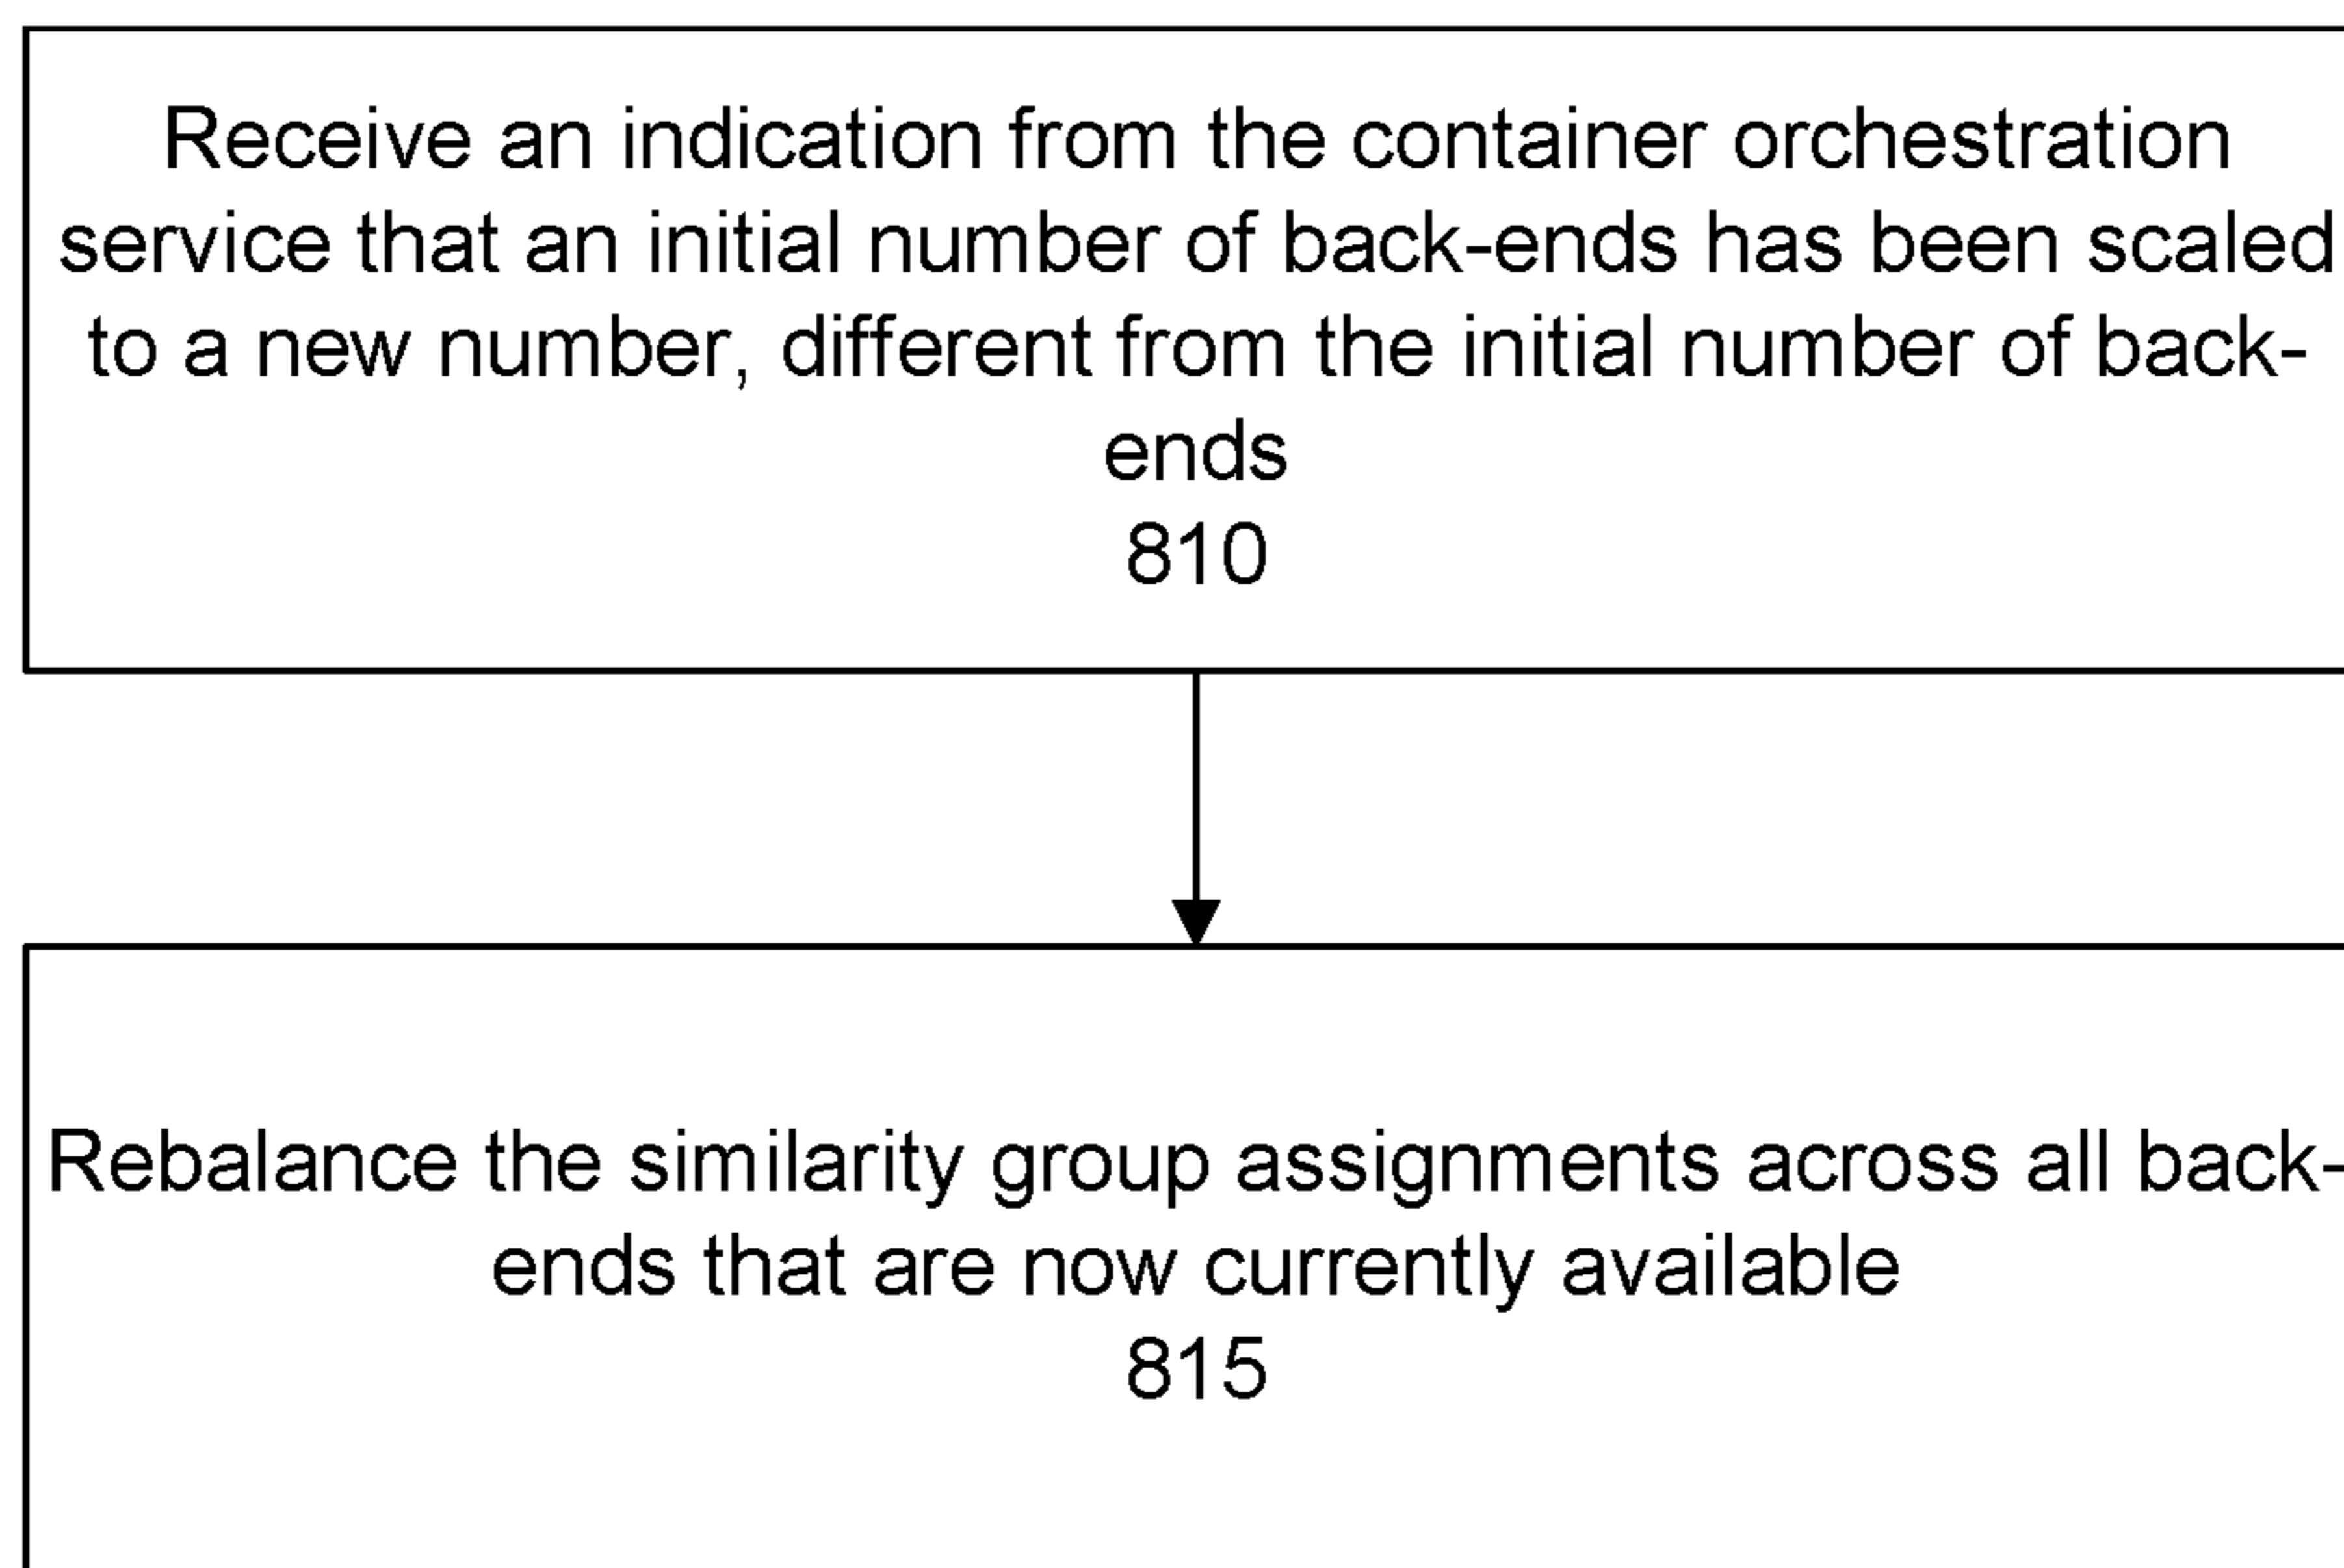 Receive an indication from the container orchestration
service that an initial number of back-ends has been scaled
to a new number, different from the initial number of back-
ends
810
Rebalance the similarity group assignments across all back-
ends that are now currently available
815